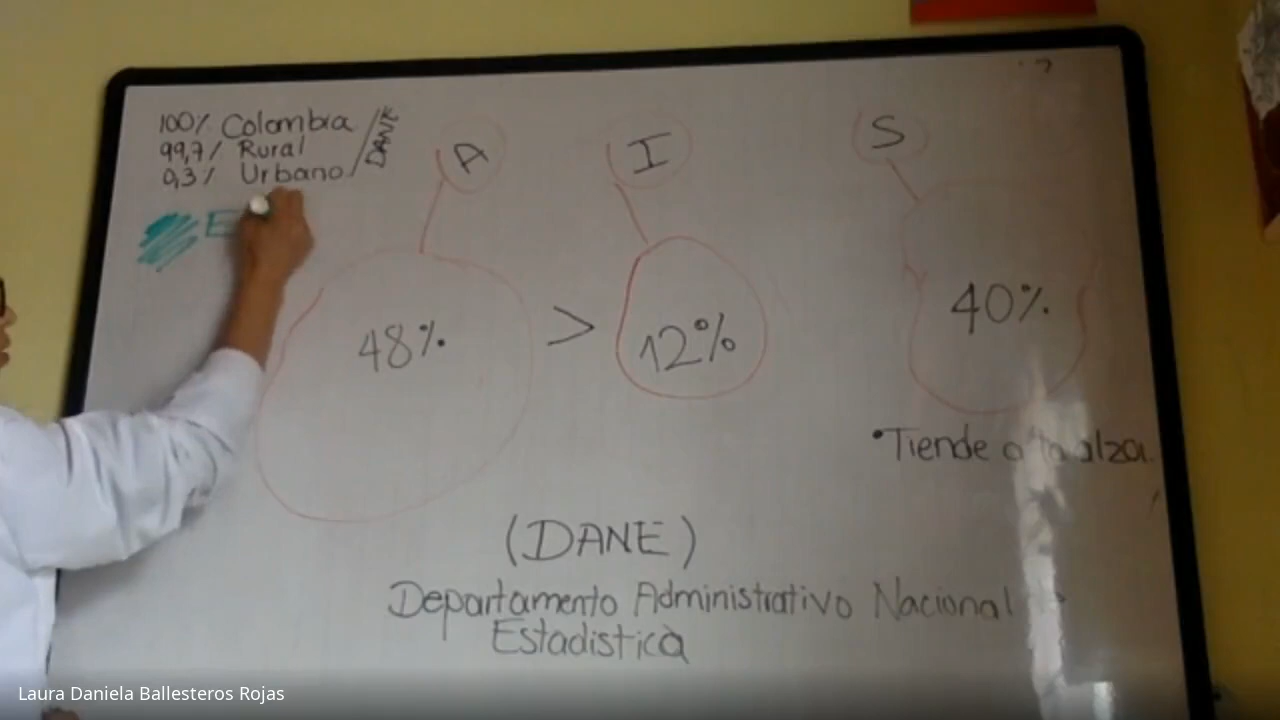 100% Colombia
99,7% Rural
0,3% Urbano
DANE
E
A
I
S
48%
>
12%
40%
•Tiende a la alza.
(DANE)
Departamento Administrativo Nacional
Estadistica
Laura Daniela Ballesteros Rojas